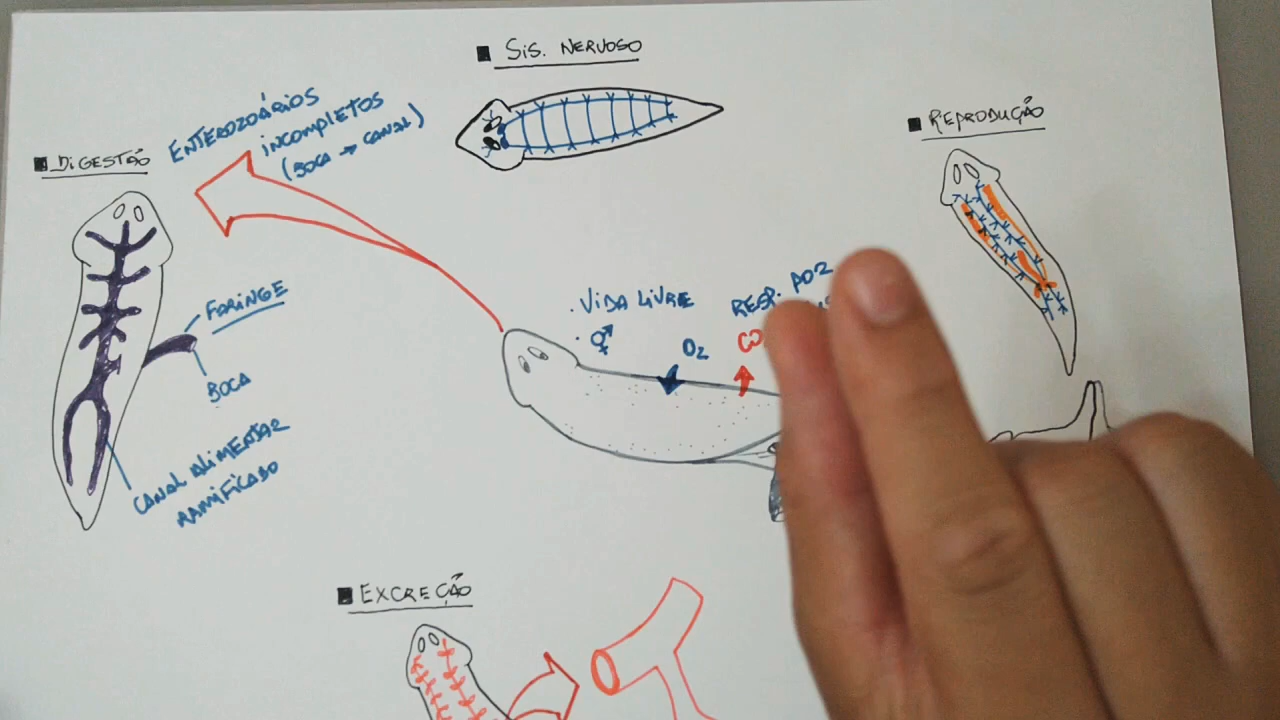 SIS. NERVOSO
REPRODUÇÃO
DIGESTÃO
ENTEROZOÁRIOS
INCOMPLETOS
(BOCA → CANAL)
FARINGE
BOCA
CANAL ALIMENTAR
RAMIFICADO
. VIDA LIVRE
. ⚥
O2
RESP. POR
CO
EXCREÇÃO